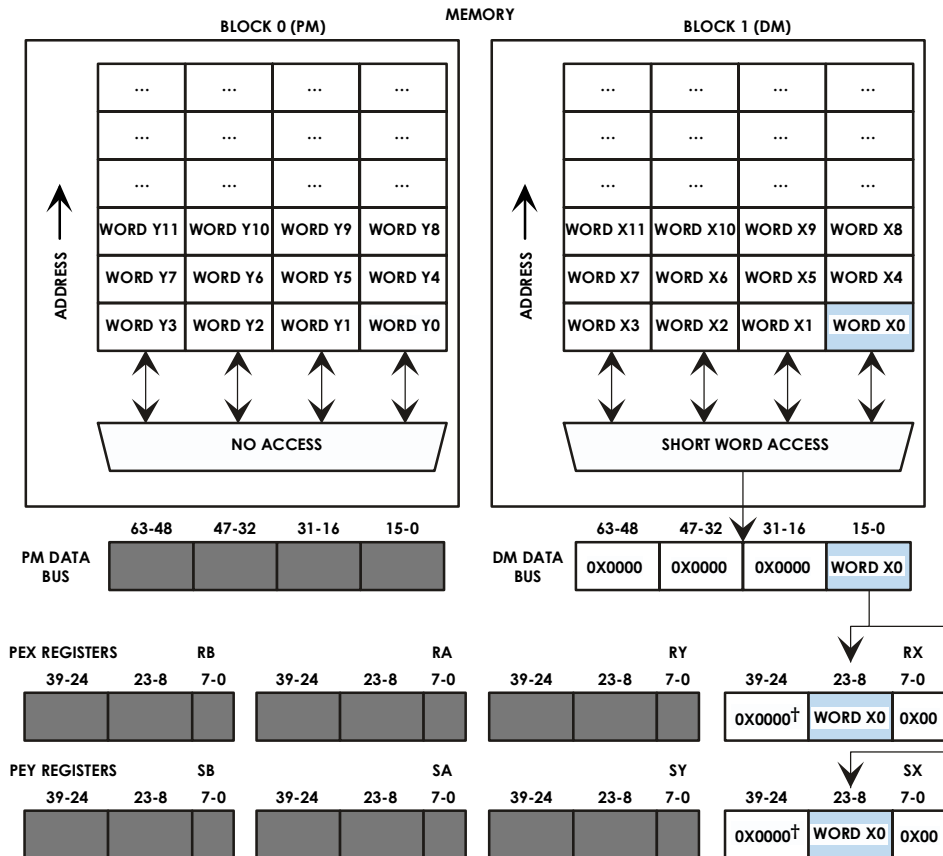 MEMORY
BLOCK 0 (PM) BLOCK 1 (DM)
... ... ... ... ... ... ... ...
... ... ... ... ... ... ... ...
... ... ... ... ... ... ... ...
WORD Y11 WORD Y10 WORD Y9 WORD Y8 WORD X11 WORD X10 WORD X9 WORD X8
ADDRESS ADDRESS
WORD Y7 WORD Y6 WORD Y5 WORD Y4 WORD X7 WORD X6 WORD X5 WORD X4
WORD Y3 WORD Y2 WORD Y1 WORD Y0 WORD X3 WORD X2 WORD X1 WORD X0
NO ACCESS SHORT WORD ACCESS
63-48 47-32 31-16 15-0 63-48 47-32 31-16 15-0
PM DATA DM DATA
BUS BUS
0X0000 0X0000 0X0000 WORD X0
PEX REGISTERS RB RA RY RX
39-24 23-8 7-0 39-24 23-8 7-0 39-24 23-8 7-0 39-24 23-8 7-0
0X0000† WORD X0 0X00
PEY REGISTERS SB SA SY SX
39-24 23-8 7-0 39-24 23-8 7-0 39-24 23-8 7-0 39-24 23-8 7-0
0X0000† WORD X0 0X00